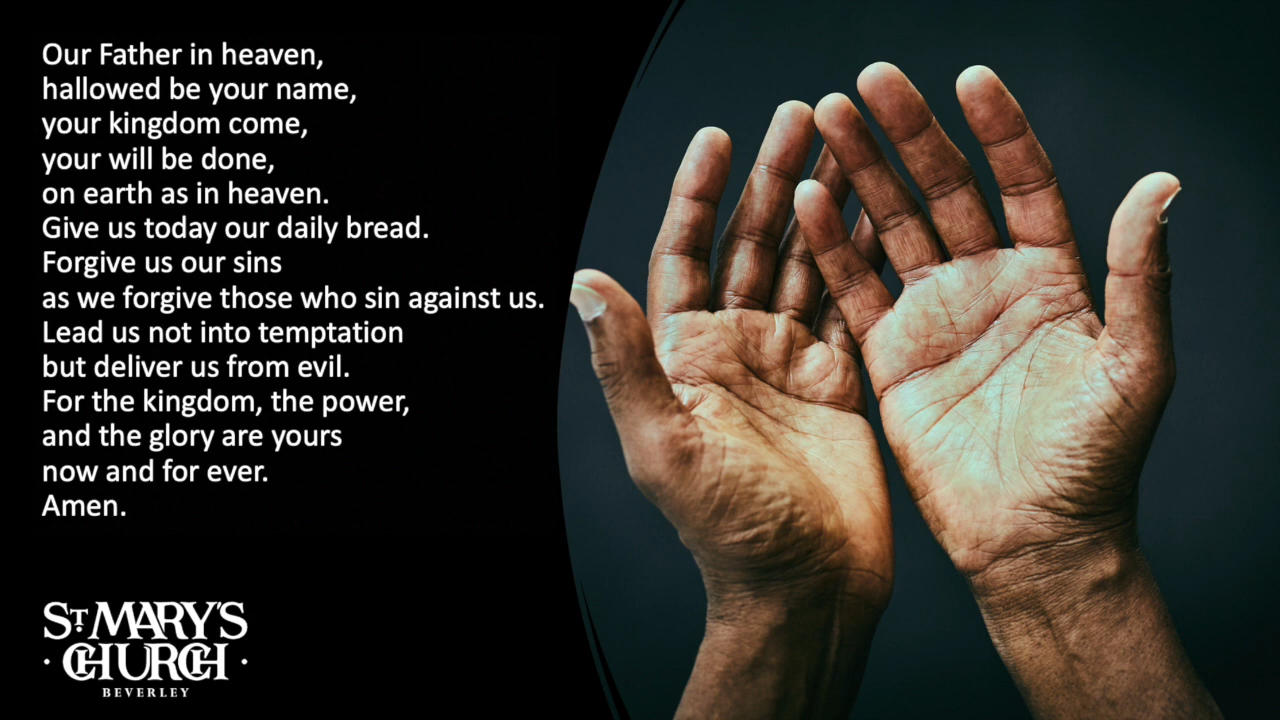 Our Father in heaven,
hallowed be your name,
your kingdom come,
your will be done,
on earth as in heaven.
Give us today our daily bread.
Forgive us our sins
as we forgive those who sin against us.
Lead us not into temptation
but deliver us from evil.
For the kingdom, the power,
and the glory are yours
now and for ever.
Amen.
ST MARY'S
· CHURCH ·
BEVERLEY